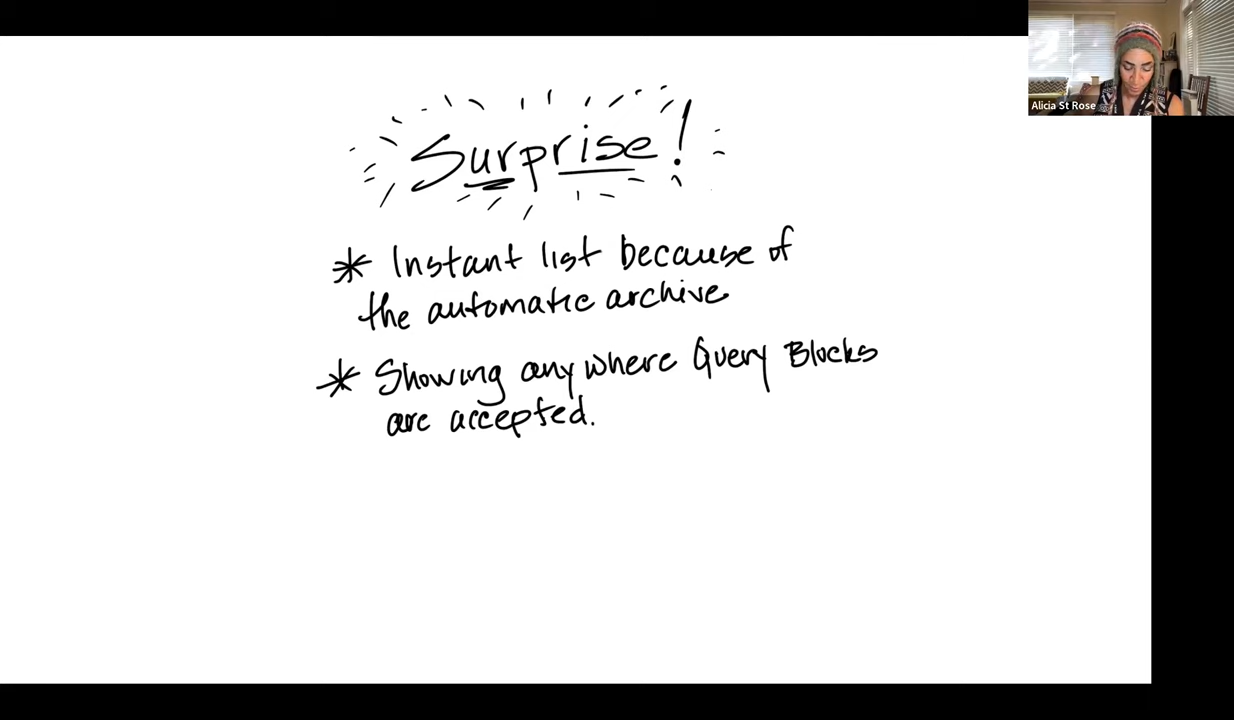 Alicia St Rose
Surprise!
* Instant list because of
the automatic archive
* Showing anywhere Query Blocks
are accepted.